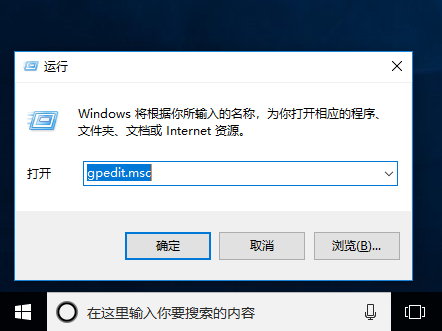 运行
Windows 将根据你所输入的名称，为你打开相应的程序、
文件夹、文档或 Internet 资源。
打开
gpedit.msc
确定
取消
浏览(B)...
在这里输入你要搜索的内容